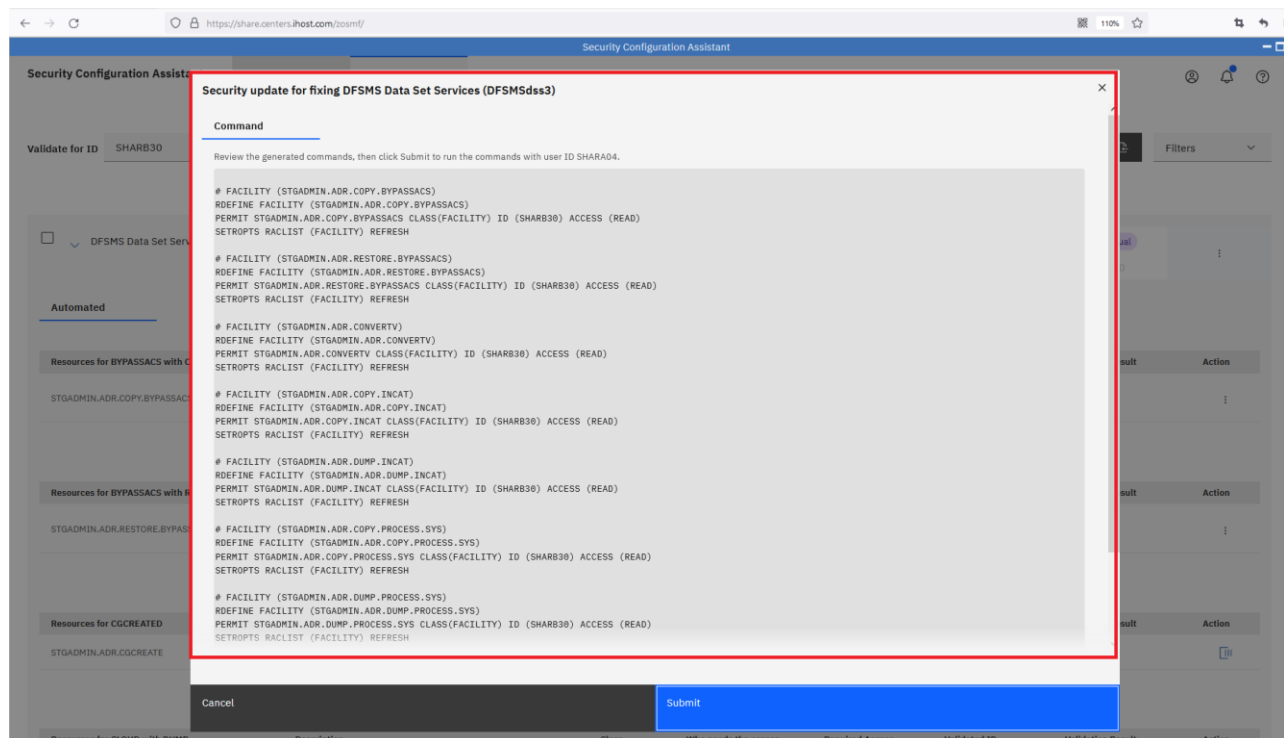 https://share.centers.ihost.com/zosmf/
110%
Security Configuration Assistant
Security Configuration Assista
Validate for ID SHARB30
Filters
Security update for fixing DFSMS Data Set Services (DFSMSdss3)
Command
Review the generated commands, then click Submit to run the commands with user ID SHARA04.
# FACILITY (STGADMIN.ADR.COPY.BYPASSACS)
RDEFINE FACILITY (STGADMIN.ADR.COPY.BYPASSACS)
PERMIT STGADMIN.ADR.COPY.BYPASSACS CLASS(FACILITY) ID (SHARB30) ACCESS (READ)
SETROPTS RACLIST (FACILITY) REFRESH
# FACILITY (STGADMIN.ADR.RESTORE.BYPASSACS)
RDEFINE FACILITY (STGADMIN.ADR.RESTORE.BYPASSACS)
PERMIT STGADMIN.ADR.RESTORE.BYPASSACS CLASS(FACILITY) ID (SHARB30) ACCESS (READ)
SETROPTS RACLIST (FACILITY) REFRESH
# FACILITY (STGADMIN.ADR.CONVERTV)
RDEFINE FACILITY (STGADMIN.ADR.CONVERTV)
PERMIT STGADMIN.ADR.CONVERTV CLASS(FACILITY) ID (SHARB30) ACCESS (READ)
SETROPTS RACLIST (FACILITY) REFRESH
# FACILITY (STGADMIN.ADR.COPY.INCAT)
RDEFINE FACILITY (STGADMIN.ADR.COPY.INCAT)
PERMIT STGADMIN.ADR.COPY.INCAT CLASS(FACILITY) ID (SHARB30) ACCESS (READ)
SETROPTS RACLIST (FACILITY) REFRESH
# FACILITY (STGADMIN.ADR.DUMP.INCAT)
RDEFINE FACILITY (STGADMIN.ADR.DUMP.INCAT)
PERMIT STGADMIN.ADR.DUMP.INCAT CLASS(FACILITY) ID (SHARB30) ACCESS (READ)
SETROPTS RACLIST (FACILITY) REFRESH
# FACILITY (STGADMIN.ADR.COPY.PROCESS.SYS)
RDEFINE FACILITY (STGADMIN.ADR.COPY.PROCESS.SYS)
PERMIT STGADMIN.ADR.COPY.PROCESS.SYS CLASS(FACILITY) ID (SHARB30) ACCESS (READ)
SETROPTS RACLIST (FACILITY) REFRESH
# FACILITY (STGADMIN.ADR.DUMP.PROCESS.SYS)
RDEFINE FACILITY (STGADMIN.ADR.DUMP.PROCESS.SYS)
PERMIT STGADMIN.ADR.DUMP.PROCESS.SYS CLASS(FACILITY) ID (SHARB30) ACCESS (READ)
SETROPTS RACLIST (FACILITY) REFRESH
Cancel
Submit
DFSMS Data Set Serv
ual
Automated
Resources for BYPASSACS with C
sult Action
STGADMIN.ADR.COPY.BYPASSACS
Resources for BYPASSACS with R
sult Action
STGADMIN.ADR.RESTORE.BYPASS
Resources for CGCREATED
sult Action
STGADMIN.ADR.CGCREATE